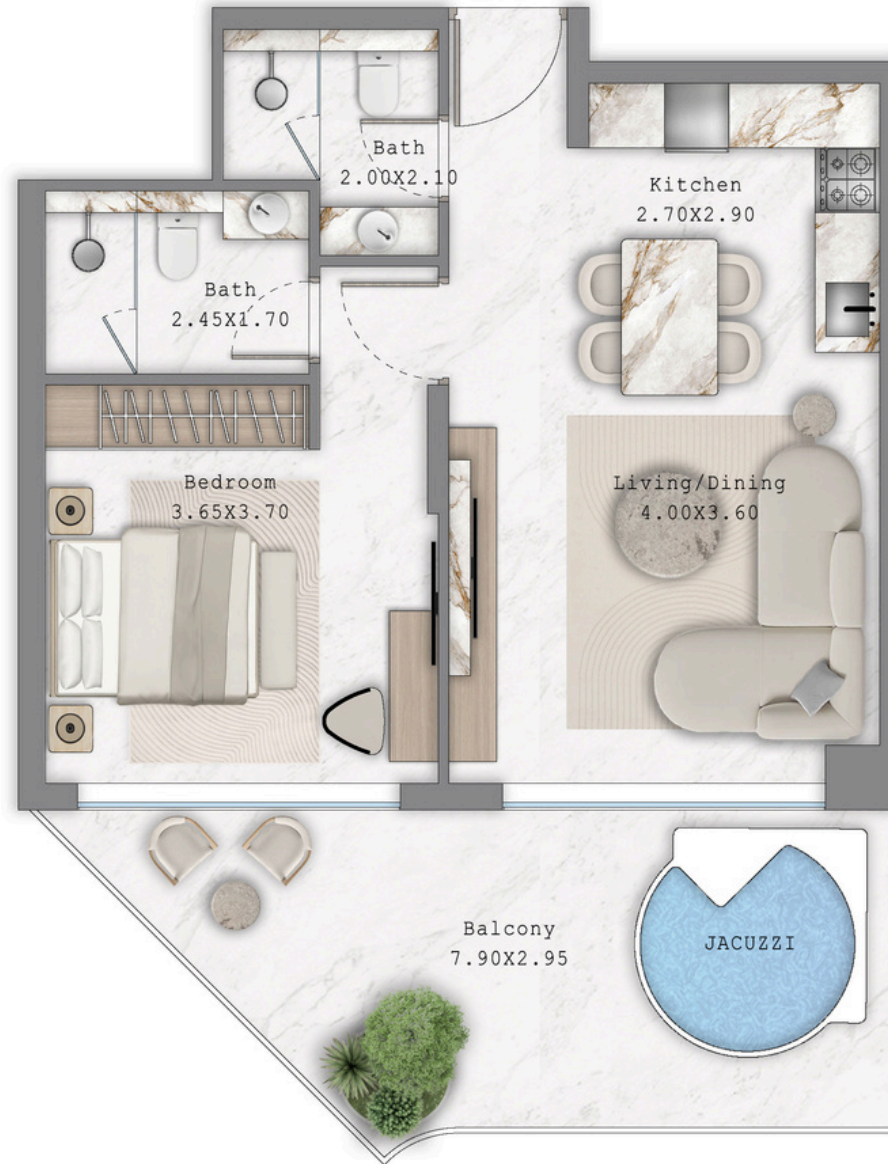 Bath
2.00X2.10
Kitchen
2.70X2.90
Bath
2.45X1.70
Bedroom
3.65X3.70
Living/Dining
4.00X3.60
Balcony
7.90X2.95
JACUZZI